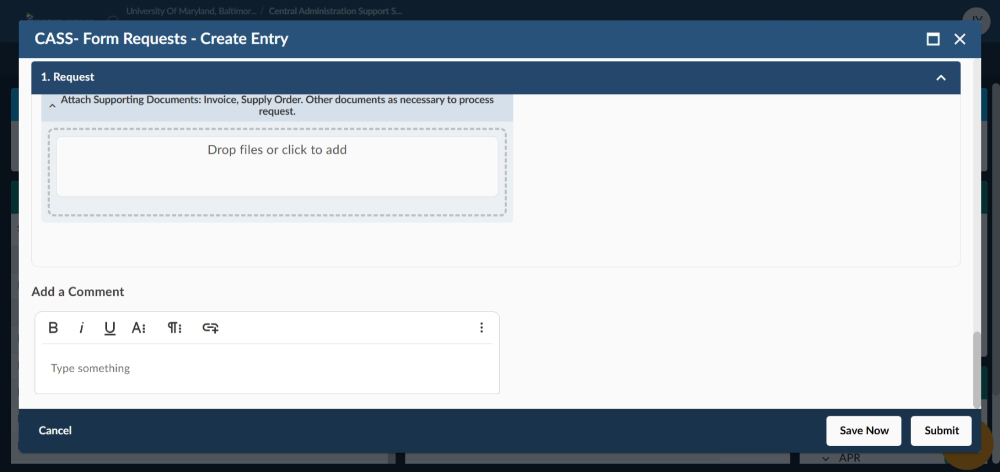 University Of Maryland, Baltimor... / Central Administration Support S...
CASS- Form Requests - Create Entry
1. Request
Attach Supporting Documents: Invoice, Supply Order. Other documents as necessary to process
request.
Drop files or click to add
Add a Comment
B i U A
Type something
Cancel
Save Now
Submit
APR